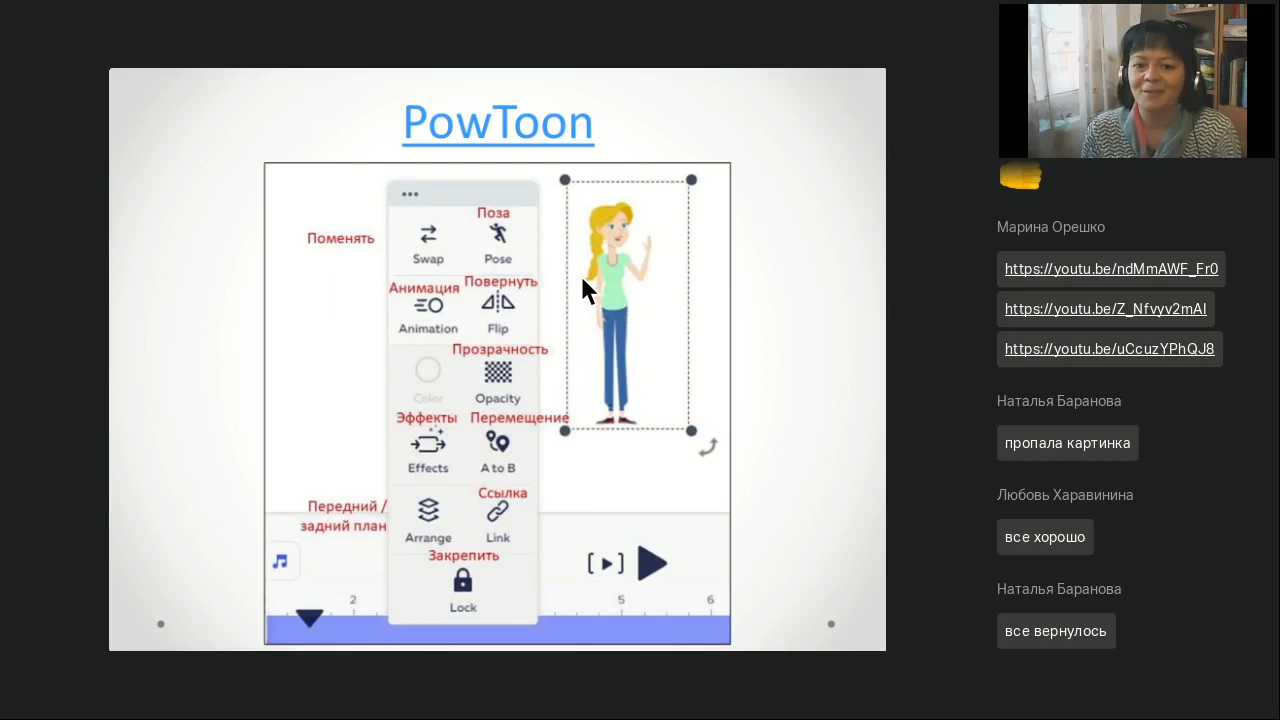 PowToon
Поза
Поменять
Swap
Pose
Анимация
Повернуть
Animation
Flip
Прозрачность
Color
Opacity
Эффекты
Перемещение
Effects
A to B
Передний /
задний план
Ссылка
Arrange
Link
Закрепить
Lock
2
5
6
Марина Орешко
https://youtu.be/ndMmAWF_Fr0
https://youtu.be/Z_Nfvyv2mAI
https://youtu.be/uCcuzYPhQJ8
Наталья Баранова
пропала картинка
Любовь Харавинина
все хорошо
Наталья Баранова
все вернулось